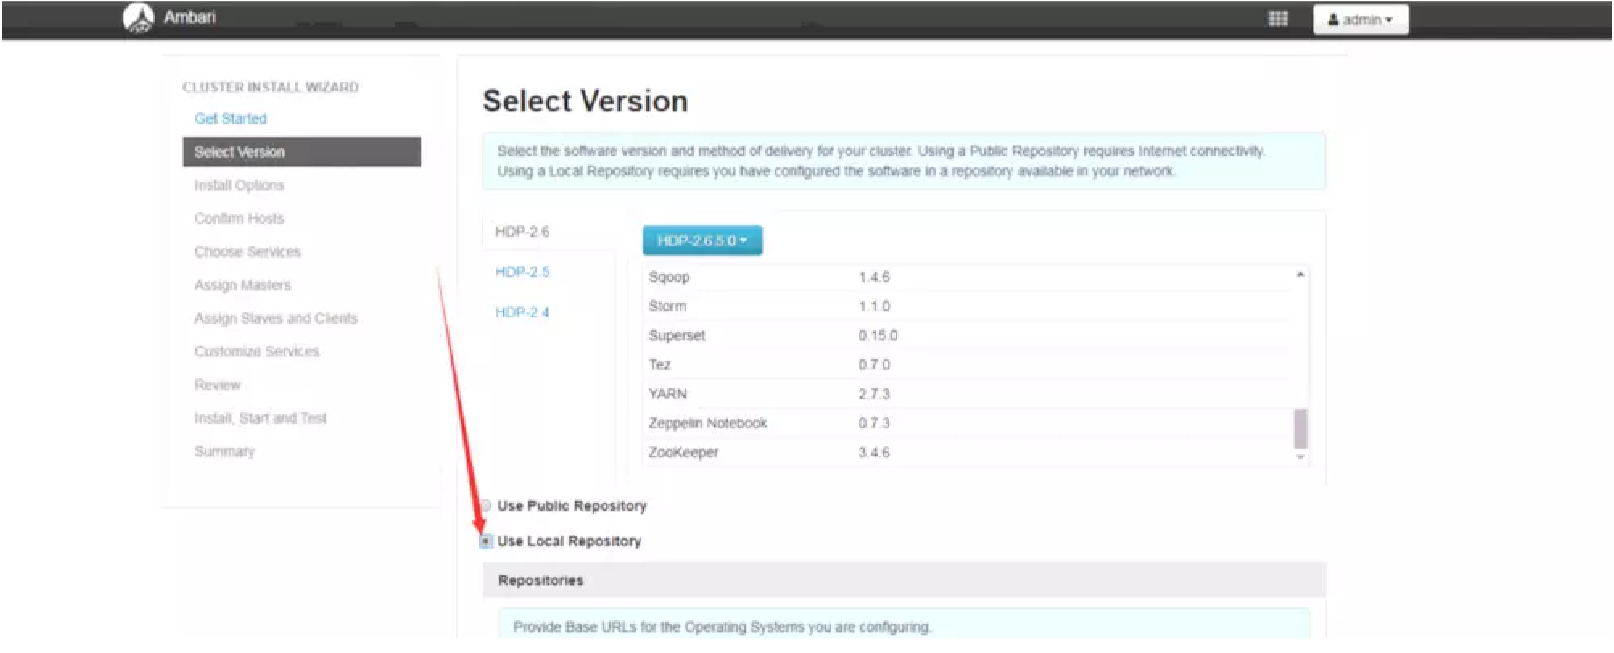 Ambari
admin
CLUSTER INSTALL WIZARD
Get Started
Select Version
Install Options
Confirm Hosts
Choose Services
Assign Masters
Assign Slaves and Clients
Customize Services
Review
Install, Start and Test
Summary
Select Version
Select the software version and method of delivery for your cluster. Using a Public Repository requires Internet connectivity.
Using a Local Repository requires you have configured the software in a repository available in your network.
HDP-2.6
HDP-2.5
HDP-2.4
HDP-2.6.5.0
Sqoop 1.4.6
Storm 1.1.0
Superset 0.15.0
Tez 0.7.0
YARN 2.7.3
Zeppelin Notebook 0.7.3
ZooKeeper 3.4.6
Use Public Repository
Use Local Repository
Repositories
Provide Base URLs for the Operating Systems you are configuring.